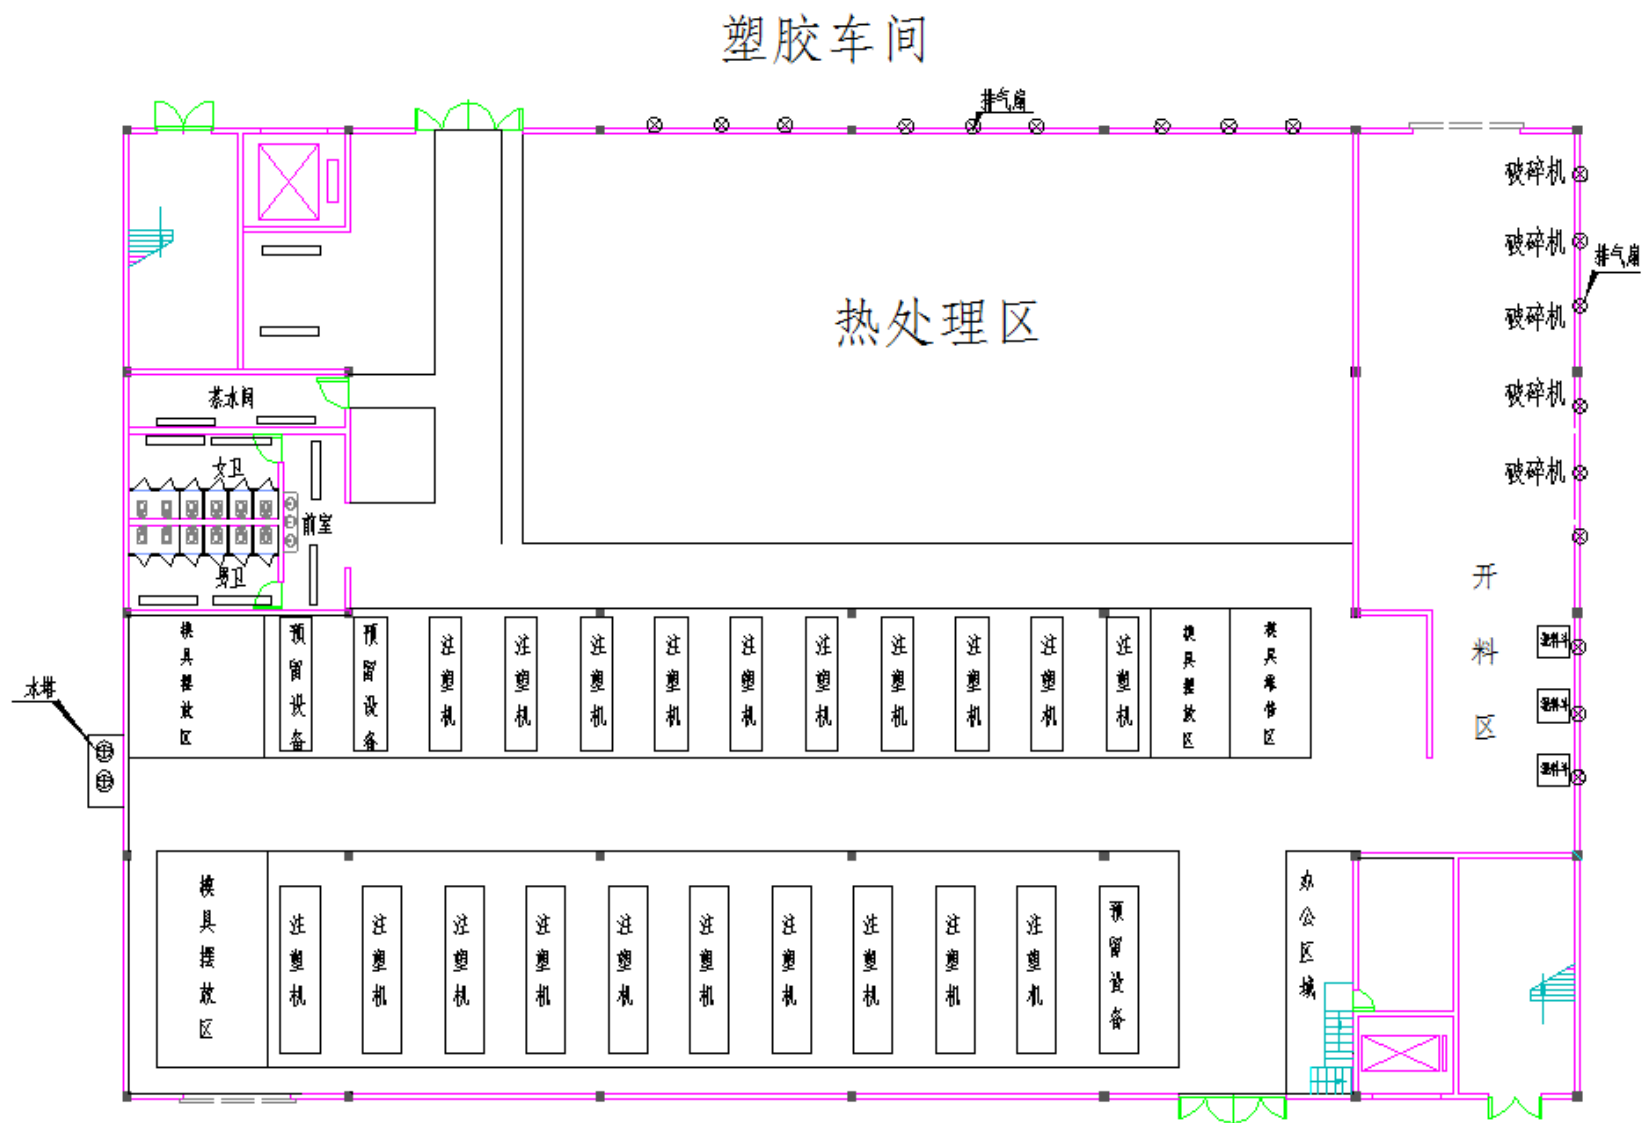 塑胶车间
排气扇
破碎机
破碎机
排气扇
热处理区
破碎机
茶水间
破碎机
女卫
破碎机
前室
男卫
开料区
模具摆放区
预留设备
预留设备
注塑机
注塑机
注塑机
注塑机
注塑机
注塑机
注塑机
注塑机
注塑机
注塑机
模具摆放区
模具维修区
水塔
模具摆放区
注塑机
注塑机
注塑机
注塑机
注塑机
注塑机
注塑机
注塑机
注塑机
注塑机
预留设备
办公区域